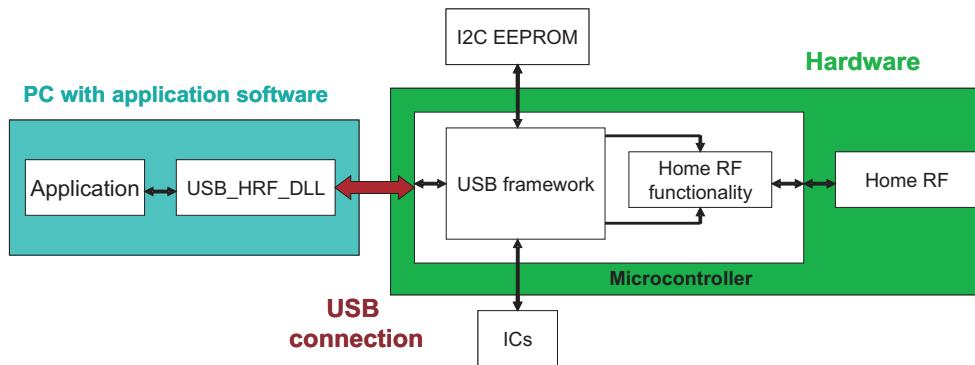 I2C EEPROM
Hardware
PC with application software
Application
USB_HRF_DLL
USB framework
Home RF
functionality
Home RF
Microcontroller
USB
connection
ICs